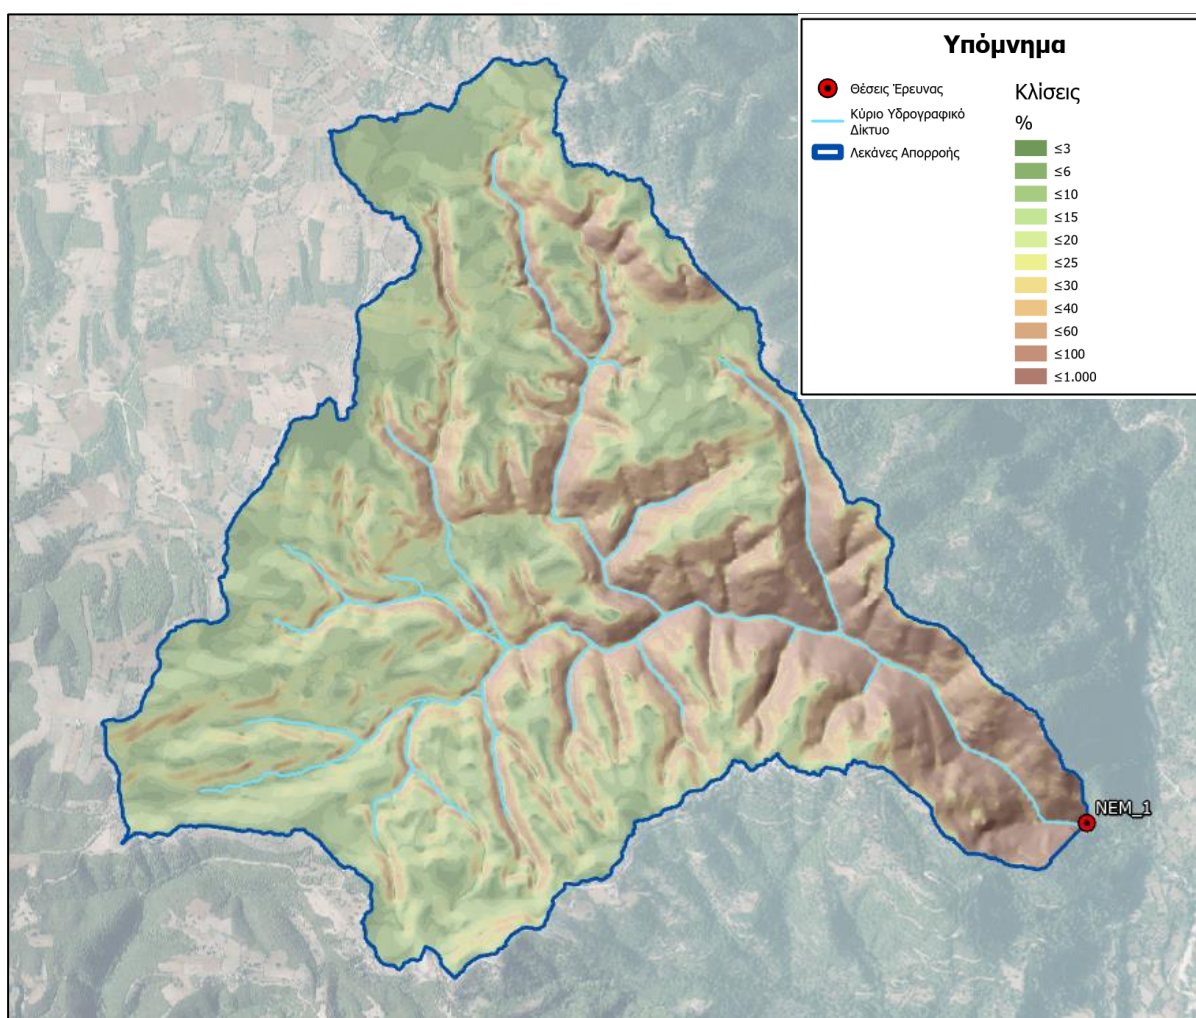 Υπόμνημα
Θέσεις Έρευνας
Κύριο Υδρογραφικό
Δίκτυο
Λεκάνες Απορροής
Κλίσεις
%
≤3
≤6
≤10
≤15
≤20
≤25
≤30
≤40
≤60
≤100
≤1.000
NEM_1